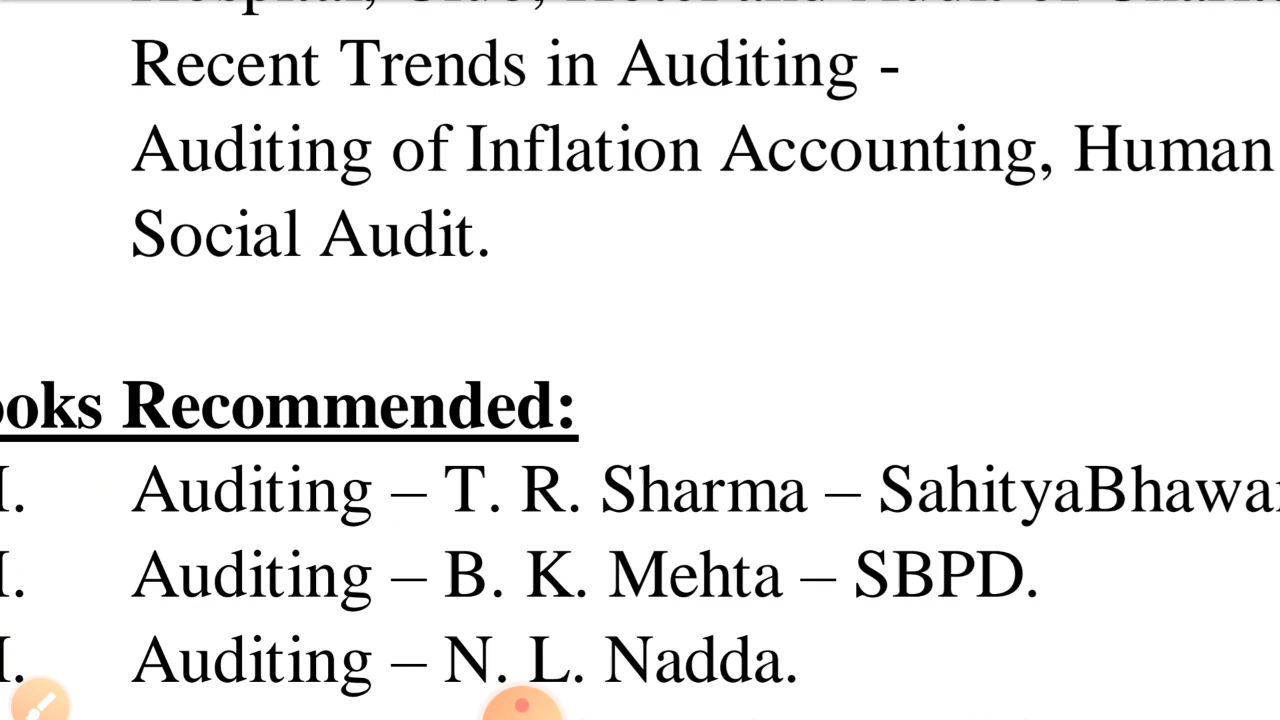 Recent Trends in Auditing -
Auditing of Inflation Accounting, Human
Social Audit.
Recommended:
Auditing – T. R. Sharma – SahityaBhawa
Auditing – B. K. Mehta – SBPD.
Auditing – N. L. Nadda.